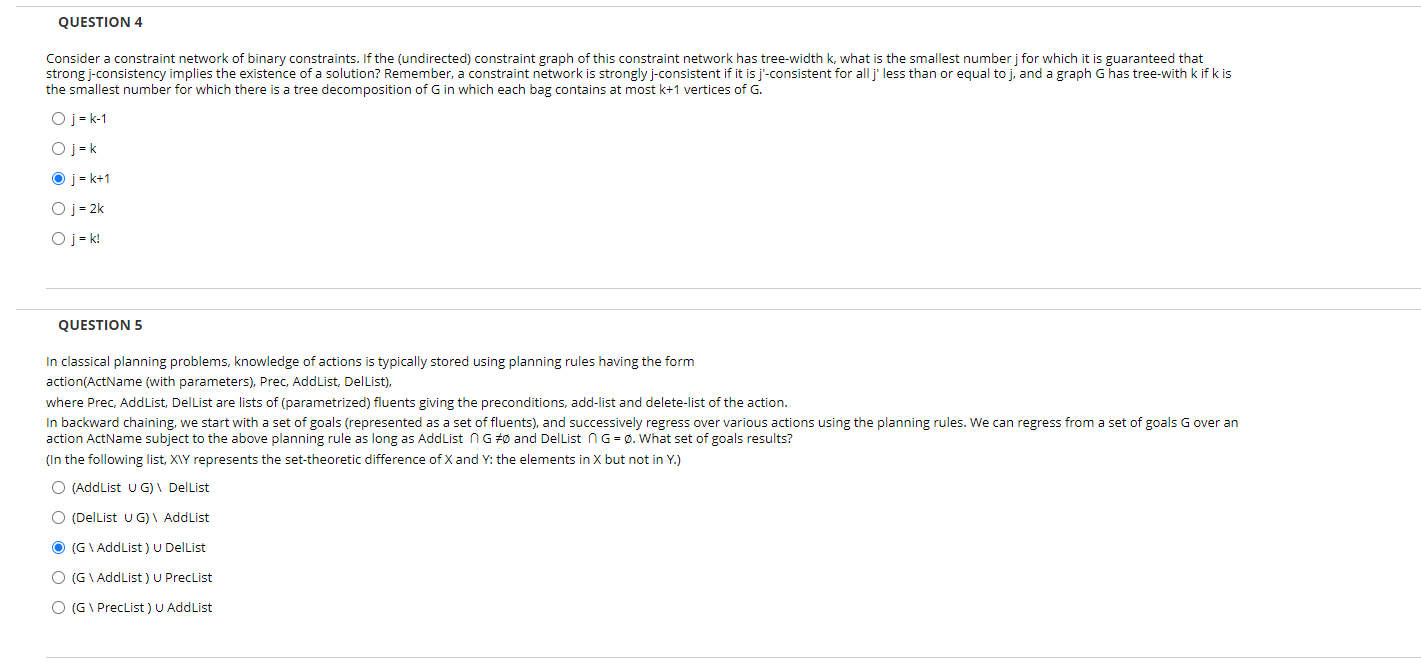 QUESTION 4
Consider a constraint network of binary constraints. If the (undirected) constraint graph of this constraint network has tree-width k, what is the smallest number j for which it is guaranteed that
strong j-consistency implies the existence of a solution? Remember, a constraint network is strongly j-consistent if it is j'-consistent for all j' less than or equal to j, and a graph G has tree-with k if k is
the smallest number for which there is a tree decomposition of G in which each bag contains at most k+1 vertices of G.
j = k-1
j = k
j = k+1
j = 2k
j = k!
QUESTION 5
In classical planning problems, knowledge of actions is typically stored using planning rules having the form
action(ActName (with parameters), Prec, AddList, DelList),
where Prec, AddList, DelList are lists of (parametrized) fluents giving the preconditions, add-list and delete-list of the action.
In backward chaining, we start with a set of goals (represented as a set of fluents), and successively regress over various actions using the planning rules. We can regress from a set of goals G over an
action ActName subject to the above planning rule as long as AddList ∩ G ≠ø and DelList ∩ G = ø. What set of goals results?
(In the following list, X\Y represents the set-theoretic difference of X and Y: the elements in X but not in Y.)
(AddList ∪ G) \ DelList
(DelList ∪ G) \ AddList
(G \ AddList ) ∪ DelList
(G \ AddList ) ∪ PrecList
(G \ PrecList ) ∪ AddList